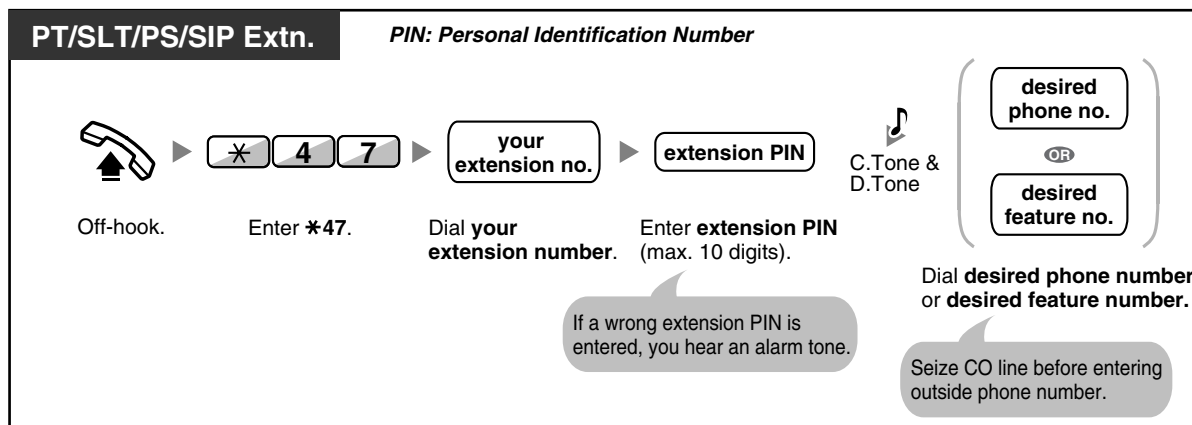 PT/SLT/PS/SIP Extn.
PIN: Personal Identification Number
* 4 7
your
extension no.
extension PIN
C.Tone &
D.Tone
desired
phone no.
OR
desired
feature no.
Off-hook.
Enter *47.
Dial your
extension number.
Enter extension PIN
(max. 10 digits).
If a wrong extension PIN is
entered, you hear an alarm tone.
Dial desired phone number
or desired feature number.
Seize CO line before entering
outside phone number.